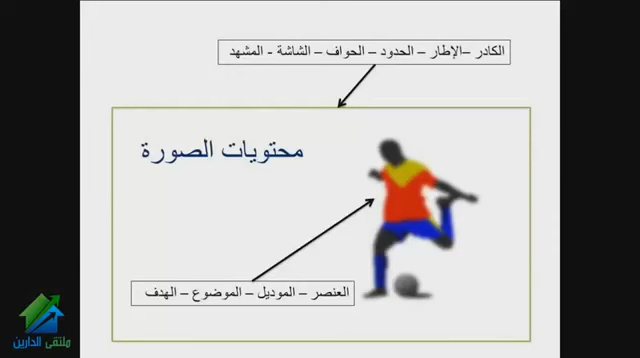 الكادر –الإطار – الحدود – الحواف – الشاشة - المشهد
محتويات الصورة
العنصر – الموديل – الموضوع – الهدف
ملتقى الدارين